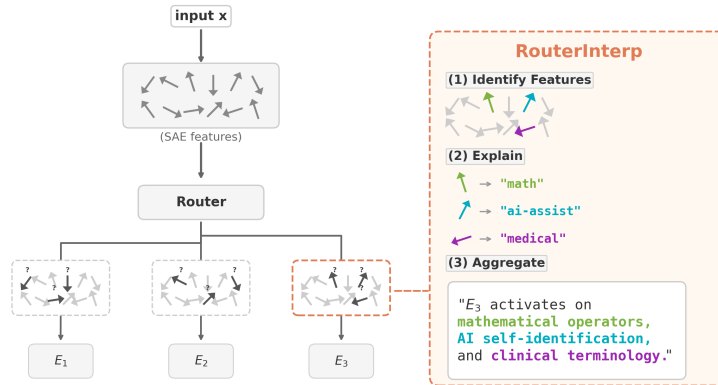 input x
(SAE features)
Router
? ? ?
? ? ?
? ? ?
E1
E2
E3
RouterInterp
(1) Identify Features
(2) Explain
"math"
"ai-assist"
"medical"
(3) Aggregate
"E3 activates on
mathematical operators,
AI self-identification,
and clinical terminology."